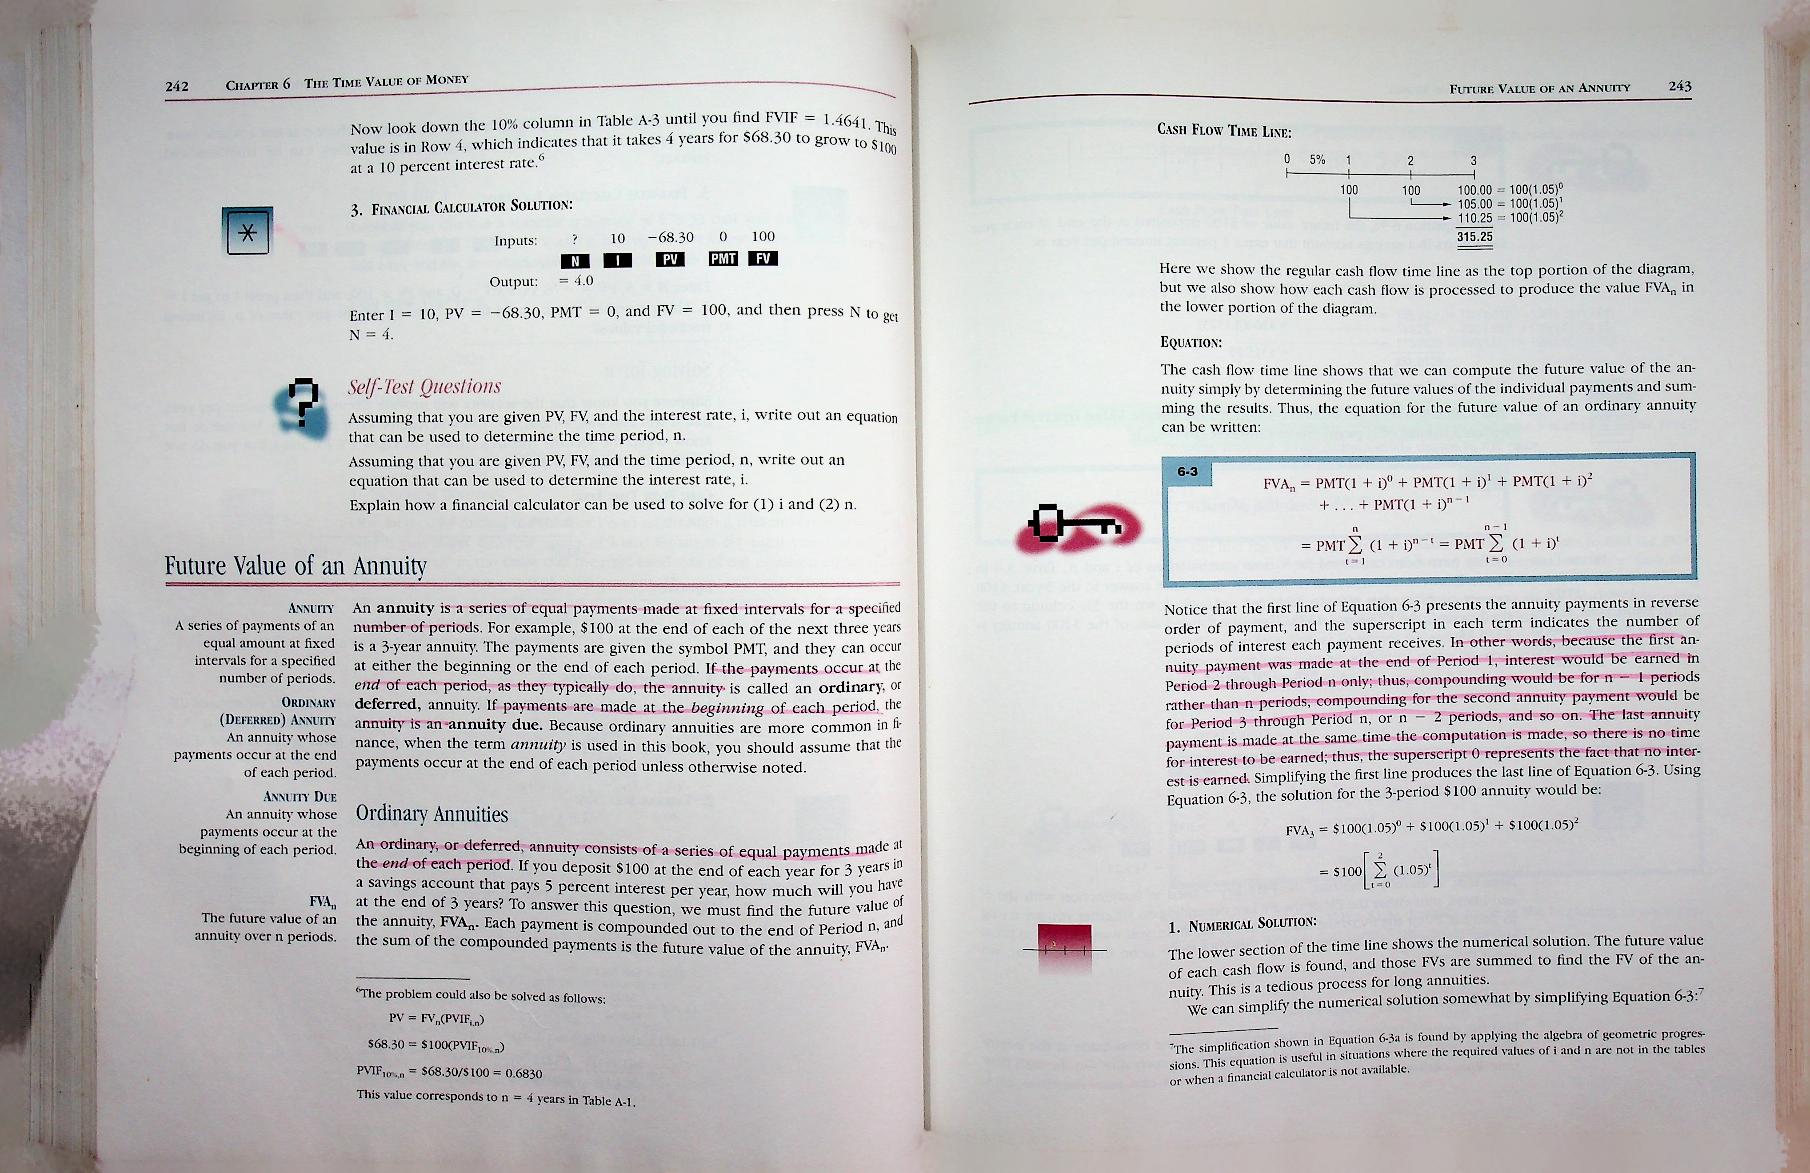 242 CHAPTER 6 THE TIME VALUE OF MONEY
Now look down the 10% column in Table A-3 until you find FVIF = 1.4641. This
value is in Row 4, which indicates that it takes 4 years for $68.30 to grow to $100
at a 10 percent interest rate.⁶
3. FINANCIAL CALCULATOR SOLUTION:
Inputs: ? 10 −68.30 0 100
N I PV PMT FV
Output: = 4.0
Enter I = 10, PV = −68.30, PMT = 0, and FV = 100, and then press N to get
N = 4.
Self-Test Questions
Assuming that you are given PV, FV, and the interest rate, i, write out an equation
that can be used to determine the time period, n.
Assuming that you are given PV, FV, and the time period, n, write out an
equation that can be used to determine the interest rate, i.
Explain how a financial calculator can be used to solve for (1) i and (2) n.
Future Value of an Annuity
ANNUITY
A series of payments of an
equal amount at fixed
intervals for a specified
number of periods.
ORDINARY
(DEFERRED) ANNUITY
An annuity whose
payments occur at the end
of each period.
ANNUITY DUE
An annuity whose
payments occur at the
beginning of each period.
FVAₙ
The future value of an
annuity over n periods.
An annuity is a series of equal payments made at fixed intervals for a specified
number of periods. For example, $100 at the end of each of the next three years
is a 3-year annuity. The payments are given the symbol PMT, and they can occur
at either the beginning or the end of each period. If the payments occur at the
end of each period, as they typically do, the annuity is called an ordinary, or
deferred, annuity. If payments are made at the beginning of each period, the
annuity is an annuity due. Because ordinary annuities are more common in fi-
nance, when the term annuity is used in this book, you should assume that the
payments occur at the end of each period unless otherwise noted.
Ordinary Annuities
An ordinary, or deferred, annuity consists of a series of equal payments made at
the end of each period. If you deposit $100 at the end of each year for 3 years in
a savings account that pays 5 percent interest per year, how much will you have
at the end of 3 years? To answer this question, we must find the future value of
the annuity, FVAₙ. Each payment is compounded out to the end of Period n, and
the sum of the compounded payments is the future value of the annuity, FVAₙ.
⁶The problem could also be solved as follows:
PV = FVₙ(PVIFᵢ,ₙ)
$68.30 = $100(PVIF₁₀%,ₙ)
PVIF₁₀%,ₙ = $68.30/$100 = 0.6830
This value corresponds to n = 4 years in Table A-1.
FUTURE VALUE OF AN ANNUITY 243
CASH FLOW TIME LINE:
0 5% 1 2 3
100 100 100.00 = 100(1.05)⁰
105.00 = 100(1.05)¹
110.25 = 100(1.05)²
315.25
Here we show the regular cash flow time line as the top portion of the diagram,
but we also show how each cash flow is processed to produce the value FVAₙ in
the lower portion of the diagram.
EQUATION:
The cash flow time line shows that we can compute the future value of the an-
nuity simply by determining the future values of the individual payments and sum-
ming the results. Thus, the equation for the future value of an ordinary annuity
can be written:
6-3
FVAₙ = PMT(1 + i)⁰ + PMT(1 + i)¹ + PMT(1 + i)²
+ . . . + PMT(1 + i)ⁿ⁻¹
n n − 1
= PMT Σ (1 + i)ⁿ⁻ᵗ = PMT Σ (1 + i)ᵗ
t = 1 t = 0
Notice that the first line of Equation 6-3 presents the annuity payments in reverse
order of payment, and the superscript in each term indicates the number of
periods of interest each payment receives. In other words, because the first an-
nuity payment was made at the end of Period 1, interest would be earned in
Period 2 through Period n only; thus, compounding would be for n − 1 periods
rather than n periods, compounding for the second annuity payment would be
for Period 3 through Period n, or n − 2 periods, and so on. The last annuity
payment is made at the same time the computation is made, so there is no time
for interest to be earned; thus, the superscript 0 represents the fact that no inter-
est is earned. Simplifying the first line produces the last line of Equation 6-3. Using
Equation 6-3, the solution for the 3-period $100 annuity would be:
FVA₃ = $100(1.05)⁰ + $100(1.05)¹ + $100(1.05)²
2
= $100[Σ (1.05)ᵗ]
t = 0
1. NUMERICAL SOLUTION:
The lower section of the time line shows the numerical solution. The future value
of each cash flow is found, and those FVs are summed to find the FV of the an-
nuity. This is a tedious process for long annuities.
We can simplify the numerical solution somewhat by simplifying Equation 6-3:⁷
⁷The simplification shown in Equation 6-3a is found by applying the algebra of geometric progres-
sions. This equation is useful in situations where the required values of i and n are not in the tables
or when a financial calculator is not available.